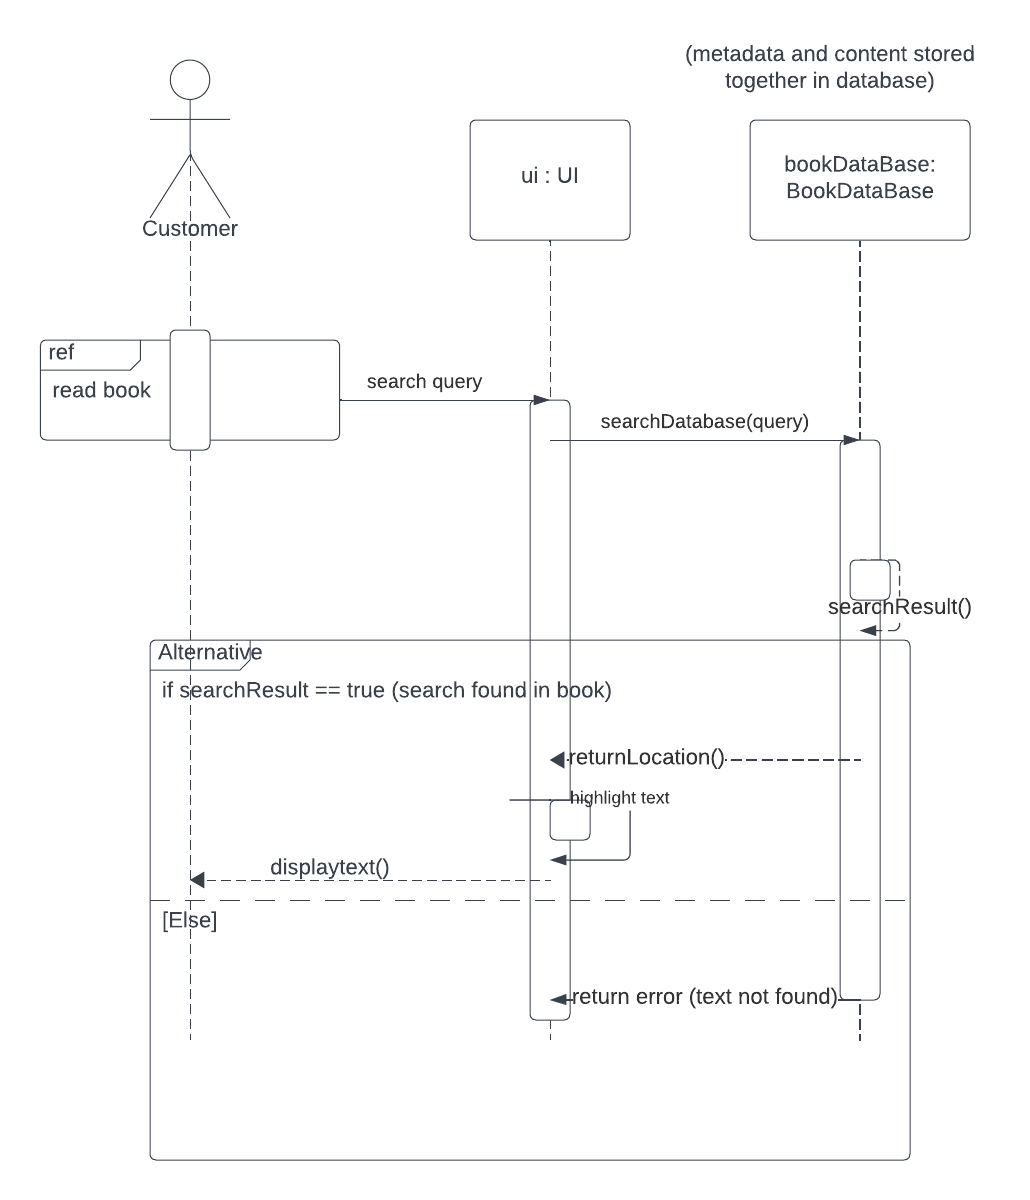 (metadata and content stored
together in database)
ui : UI
bookDataBase:
BookDataBase
Customer
ref
read book
search query
searchDatabase(query)
searchResult()
Alternative
if searchResult == true (search found in book)
returnLocation()
highlight text
displaytext()
[Else]
return error (text not found)